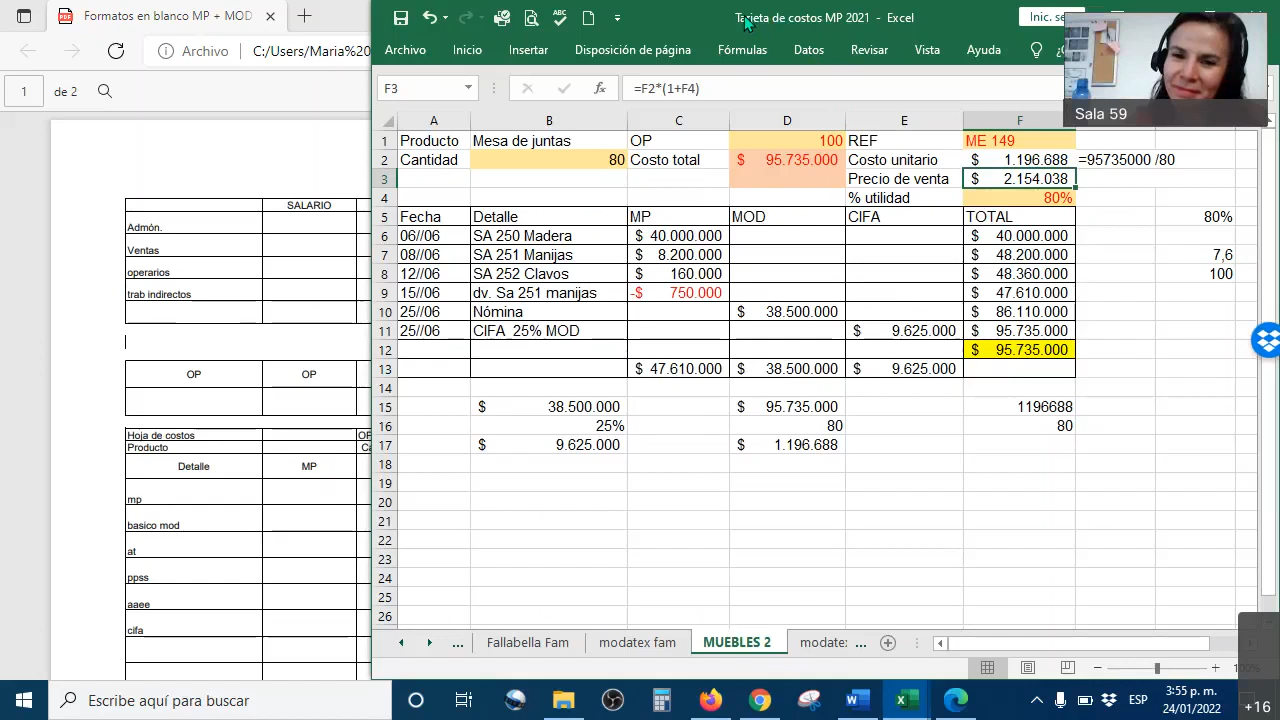 Formatos en blanco MP + MOD
Tarjeta de costos MP 2021 - Excel
Inic. se
Archivo Inicio Insertar Disposición de página Fórmulas Datos Revisar Vista Ayuda
Archivo C:/Users/Maria%20
1 de 2
F3 =F2*(1+F4)
Sala 59
A B C D E F
1 Producto Mesa de juntas OP 100 REF ME 149
2 Cantidad 80 Costo total $ 95.735.000 Costo unitario $ 1.196.688 =95735000 /80
3 Precio de venta $ 2.154.038
4 % utilidad 80%
5 Fecha Detalle MP MOD CIFA TOTAL 80%
6 06//06 SA 250 Madera $ 40.000.000 $ 40.000.000
7 08//06 SA 251 Manijas $ 8.200.000 $ 48.200.000 7,6
8 12//06 SA 252 Clavos $ 160.000 $ 48.360.000 100
9 15//06 dv. Sa 251 manijas -$ 750.000 $ 47.610.000
10 25//06 Nómina $ 38.500.000 $ 86.110.000
11 25//06 CIFA 25% MOD $ 9.625.000 $ 95.735.000
12 $ 95.735.000
13 $ 47.610.000 $ 38.500.000 $ 9.625.000
14
15 $ 38.500.000 $ 95.735.000 1196688
16 25% 80 80
17 $ 9.625.000 $ 1.196.688
18
19
20
21
22
23
24
25
26
SALARIO
Admón.
Ventas
operarios
trab indirectos
OP OP
Hoja de costos OP
Producto Ca
Detalle MP
mp
basico mod
at
ppss
aaee
cifa
... Fallabella Fam modatex fam MUEBLES 2 modate: ...
100%
Escribe aquí para buscar
ESP
3:55 p. m.
24/01/2022
+16